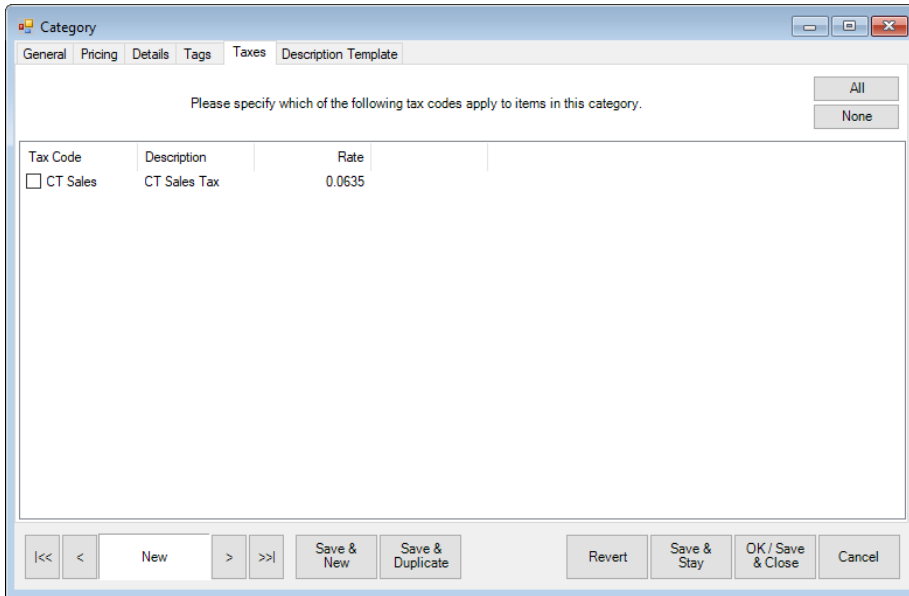 Category
General Pricing Details Tags Taxes Description Template
Please specify which of the following tax codes apply to items in this category.
All
None
Tax Code Description Rate
CT Sales CT Sales Tax 0.0635
|<< < New > >>| Save & New Save & Duplicate Revert Save & Stay OK / Save & Close Cancel